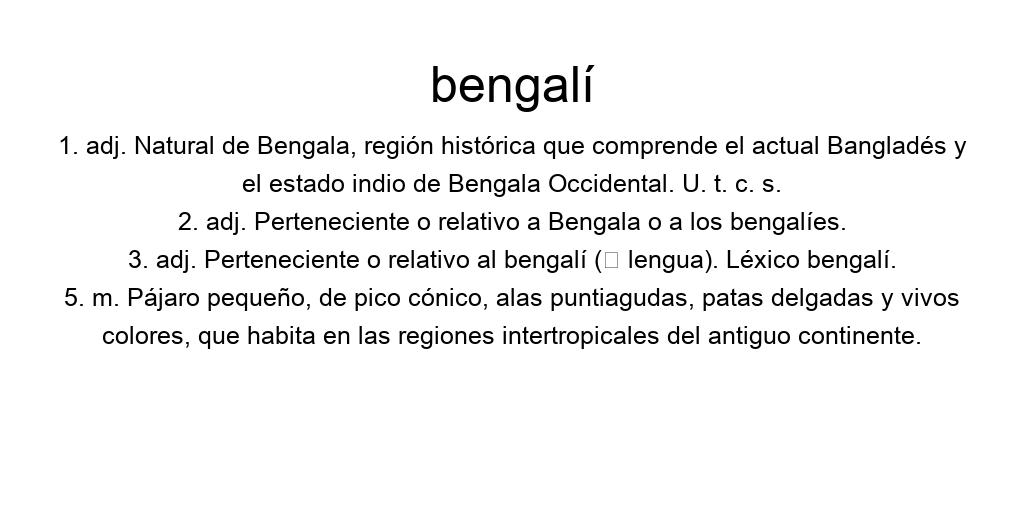 bengalí
1. adj. Natural de Bengala, región histórica que comprende el actual Bangladés y
el estado indio de Bengala Occidental. U. t. c. s.
2. adj. Perteneciente o relativo a Bengala o a los bengalíes.
3. adj. Perteneciente o relativo al bengalí (□ lengua). Léxico bengalí.
5. m. Pájaro pequeño, de pico cónico, alas puntiagudas, patas delgadas y vivos
colores, que habita en las regiones intertropicales del antiguo continente.